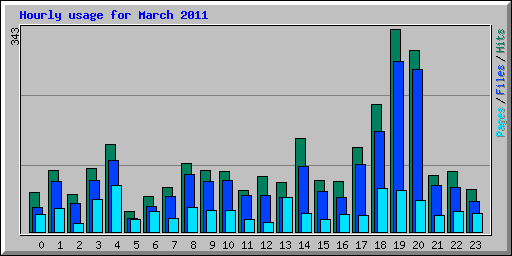 Hourly usage for March 2011
343
Pages / Files / Hits
0 1 2 3 4 5 6 7 8 9 10 11 12 13 14 15 16 17 18 19 20 21 22 23